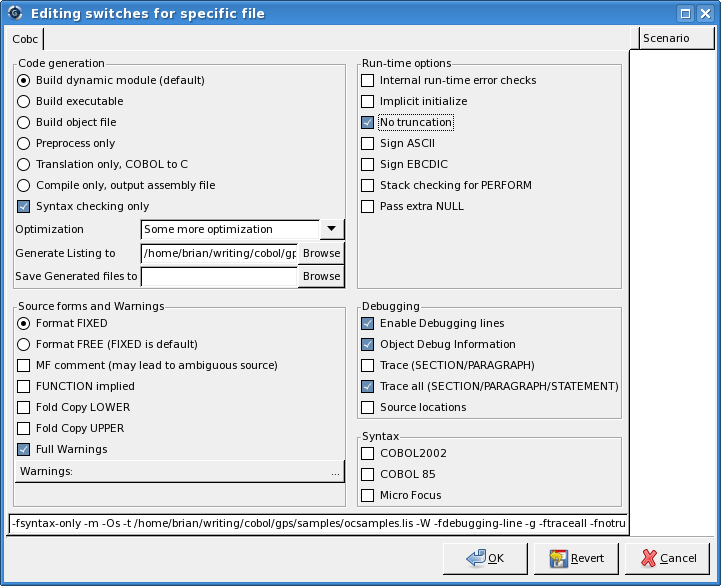 Editing switches for specific file
Cobc
Scenario
Code generation
Build dynamic module (default)
Build executable
Build object file
Preprocess only
Translation only, COBOL to C
Compile only, output assembly file
Syntax checking only
Optimization
Some more optimization
Generate Listing to
/home/brian/writing/cobol/gp
Browse
Save Generated files to
Browse
Run-time options
Internal run-time error checks
Implicit initialize
No truncation
Sign ASCII
Sign EBCDIC
Stack checking for PERFORM
Pass extra NULL
Source forms and Warnings
Format FIXED
Format FREE (FIXED is default)
MF comment (may lead to ambiguous source)
FUNCTION implied
Fold Copy LOWER
Fold Copy UPPER
Full Warnings
Warnings: ...
Debugging
Enable Debugging lines
Object Debug Information
Trace (SECTION/PARAGRAPH)
Trace all (SECTION/PARAGRAPH/STATEMENT)
Source locations
Syntax
COBOL2002
COBOL 85
Micro Focus
-fsyntax-only -m -Os -t /home/brian/writing/cobol/gps/samples/ocsamples.lis -W -fdebugging-line -g -ftraceall -fnotru
OK
Revert
Cancel